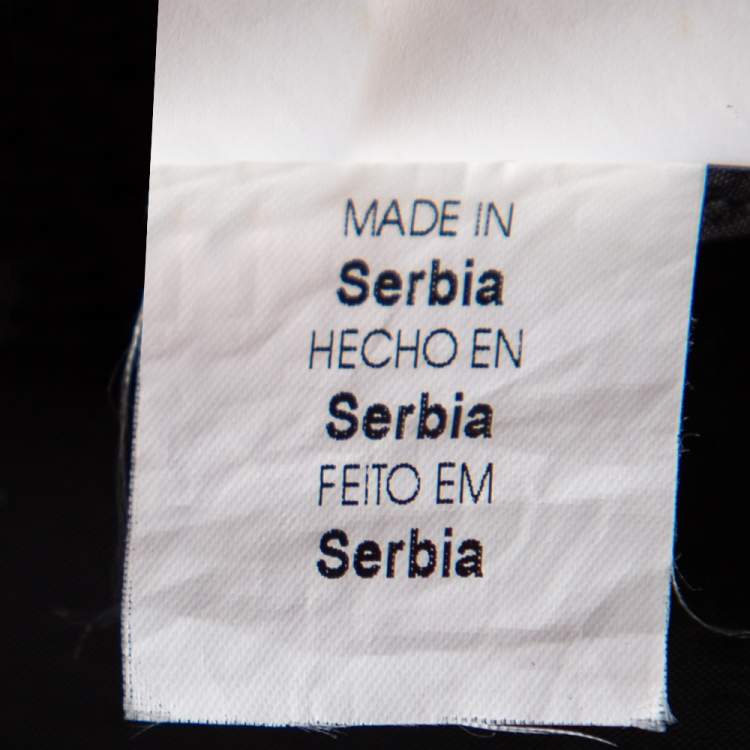 MADE IN
Serbia
HECHO EN
Serbia
FEITO EM
Serbia